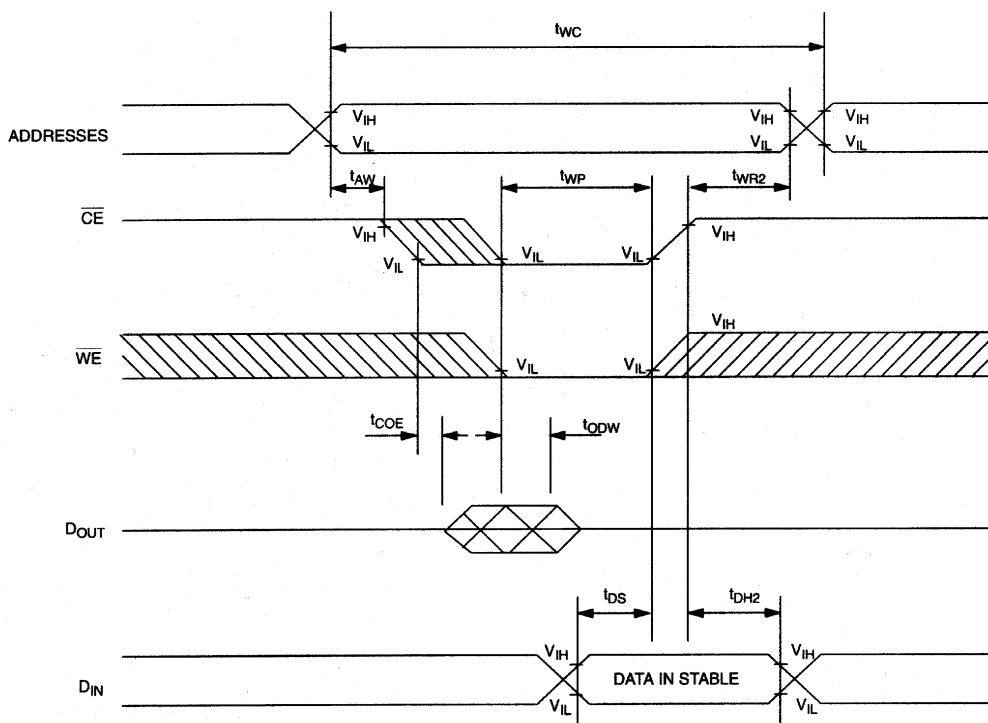 tWC
ADDRESSES
VIH VIH VIH
VIL VIL VIL
tAW tWP tWR2
CE
VIH VIH
VIL VIL VIL
VIH
WE
VIL VIL
tCOE tODW
DOUT
tDS tDH2
VIH DATA IN STABLE VIH
DIN
VIL VIL